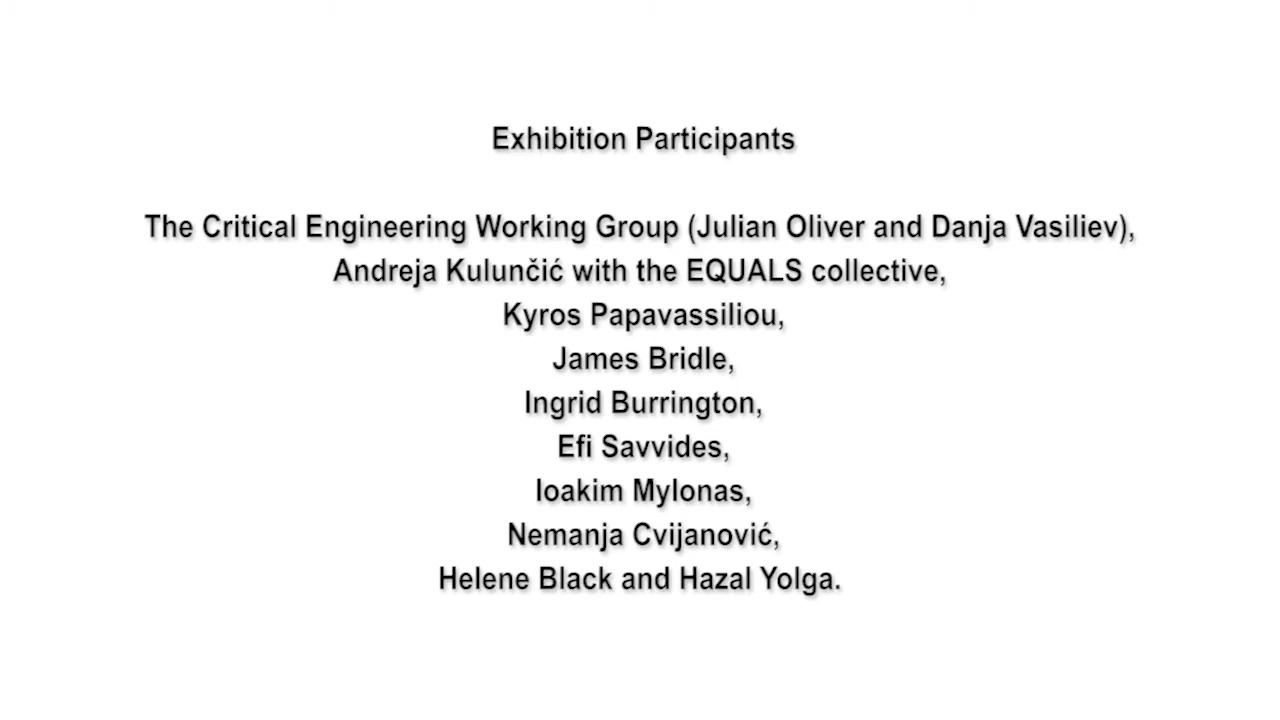 Exhibition Participants
The Critical Engineering Working Group (Julian Oliver and Danja Vasiliev),
Andreja Kulunčić with the EQUALS collective,
Kyros Papavassiliou,
James Bridle,
Ingrid Burrington,
Efi Savvides,
Ioakim Mylonas,
Nemanja Cvijanović,
Helene Black and Hazal Yolga.